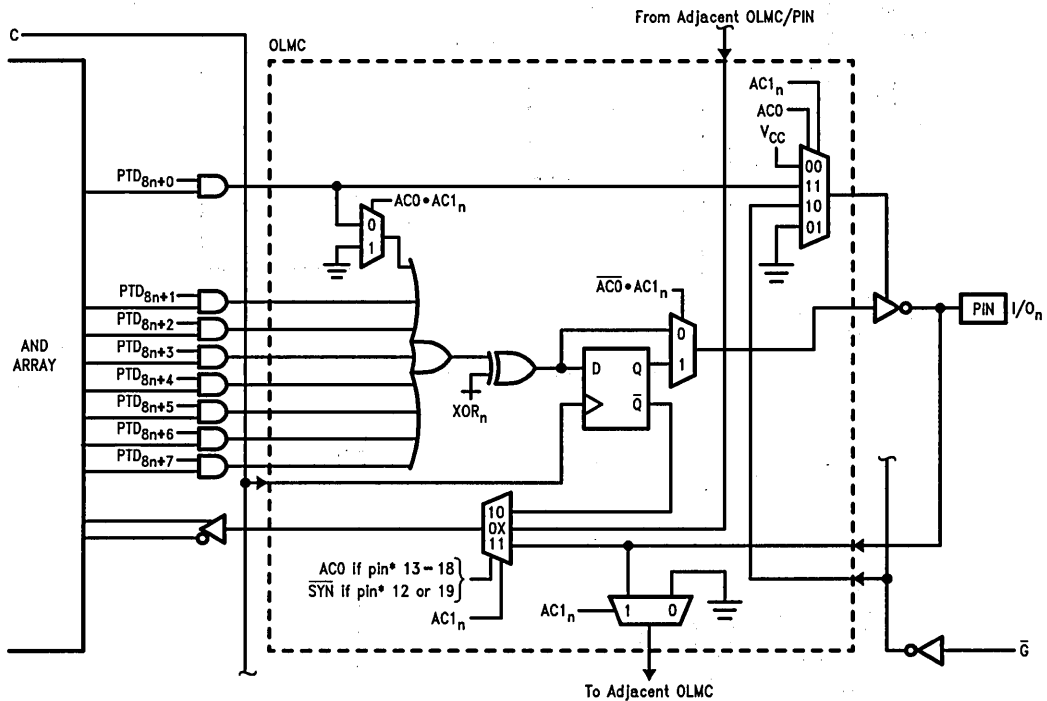 From Adjacent OLMC/PIN
C
OLMC
AC1n
AC0
VCC
00
11
10
01
PTD8n+0
AC0•AC1n
0
1
AND
ARRAY
PTD8n+1
PTD8n+2
PTD8n+3
PTD8n+4
PTD8n+5
PTD8n+6
PTD8n+7
A̅C̅0̅•AC1n
0
1
D Q
Q̅
XORn
PIN I/On
10
0X
11
AC0 if pin* 13–18
S̅Y̅N̅ if pin* 12 or 19
AC1n
AC1n
1 0
G̅
To Adjacent OLMC